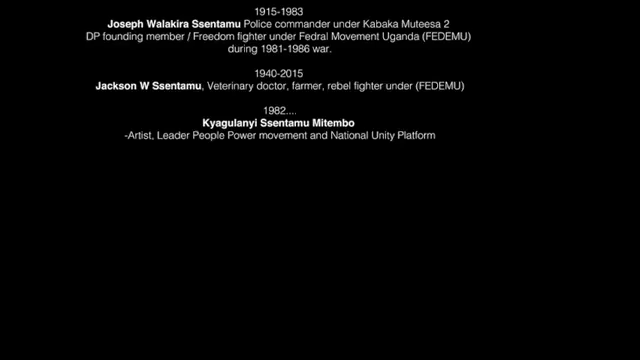 1915-1983
Joseph Walakira Ssentamu Police commander under Kabaka Muteesa 2
DP founding member / Freedom fighter under Fedral Movement Uganda (FEDEMU)
during 1981-1986 war.
1940-2015
Jackson W Ssentamu, Veterinary doctor, farmer, rebel fighter under (FEDEMU)
1982....
Kyagulanyi Ssentamu Mitembo
-Artist, Leader People Power movement and National Unity Platform